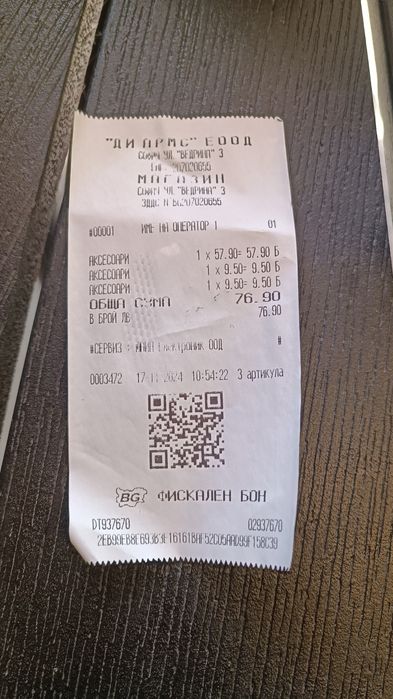 "ДИ АРМС" ЕООД
София УЛ. "ВЕДРИНА" 3
207020655
МАГАЗИН
София УЛ. "ВЕДРИНА" 3
ЗДДС N BG207020655
#00001 ИМЕ НА ОПЕРАТОР 1 01
АКСЕСОАРИ 1 x 57.90= 57.90 Б
АКСЕСОАРИ 1 x 9.50= 9.50 Б
АКСЕСОАРИ 1 x 9.50= 9.50 Б
ОБЩА СУМА 76.90
В БРОЙ ЛВ 76.90
#СЕРВИЗ : Електроник ООД #
0003472 2024 10:54:22 3 артикула
BG ФИСКАЛЕН БОН
DT937670 02937670